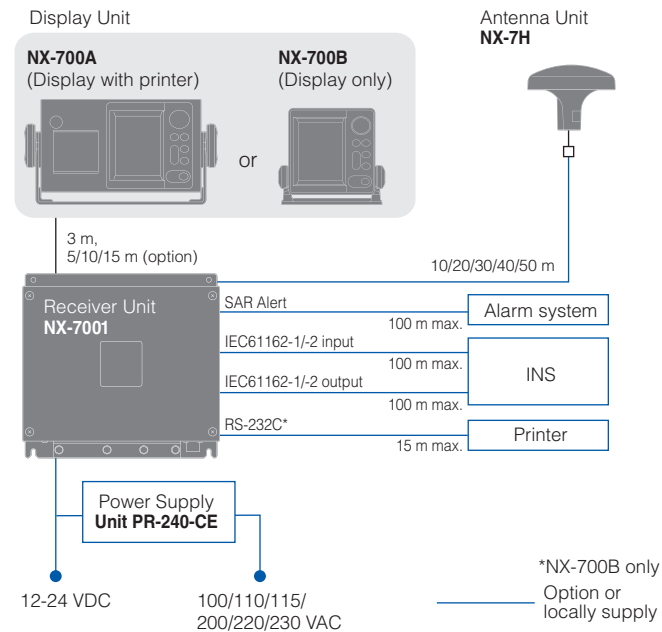 Display Unit
NX-700A
(Display with printer)
NX-700B
(Display only)
or
Antenna Unit
NX-7H
3 m,
5/10/15 m (option)
10/20/30/40/50 m
Receiver Unit
NX-7001
SAR Alert
100 m max.
Alarm system
IEC61162-1/-2 input
100 m max.
IEC61162-1/-2 output
100 m max.
INS
RS-232C*
15 m max.
Printer
Power Supply
Unit PR-240-CE
12-24 VDC
100/110/115/
200/220/230 VAC
*NX-700B only
Option or
locally supply